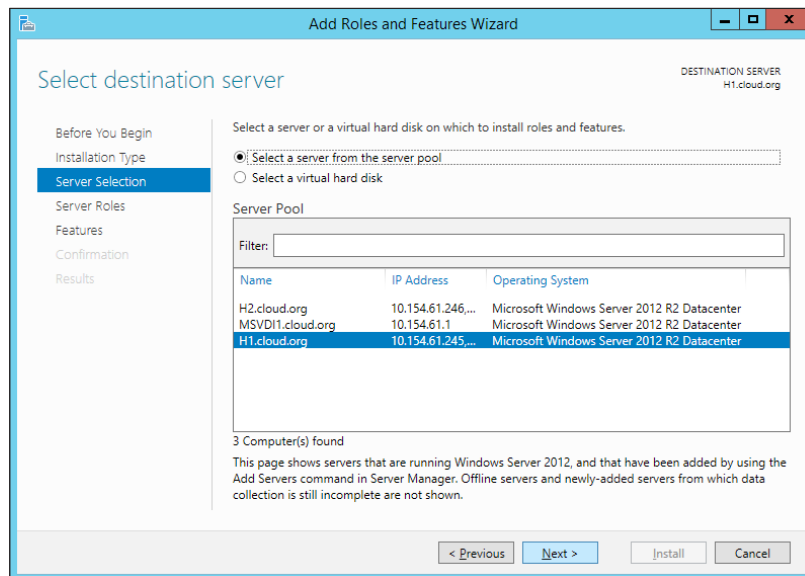 Add Roles and Features Wizard
Select destination server
DESTINATION SERVER
H1.cloud.org
Before You Begin
Installation Type
Server Selection
Server Roles
Features
Confirmation
Results
Select a server or a virtual hard disk on which to install roles and features.
Select a server from the server pool
Select a virtual hard disk
Server Pool
Filter:
Name IP Address Operating System
H2.cloud.org 10.154.61.246,... Microsoft Windows Server 2012 R2 Datacenter
MSVDI1.cloud.org 10.154.61.1 Microsoft Windows Server 2012 R2 Datacenter
H1.cloud.org 10.154.61.245,... Microsoft Windows Server 2012 R2 Datacenter
3 Computer(s) found
This page shows servers that are running Windows Server 2012, and that have been added by using the
Add Servers command in Server Manager. Offline servers and newly-added servers from which data
collection is still incomplete are not shown.
< Previous Next > Install Cancel